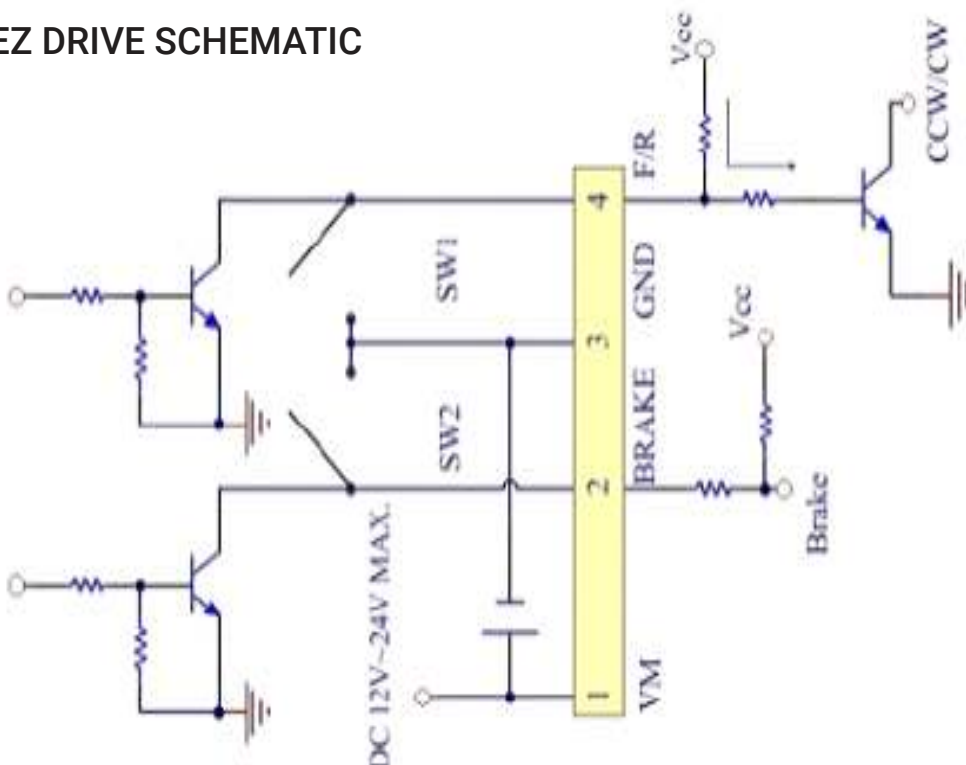 EZ DRIVE SCHEMATIC
Vcc
CCW/CW
F/R
4
SW1
GND
3
Vcc
SW2
BRAKE
2
Brake
DC 12V~24V MAX.
1
VM